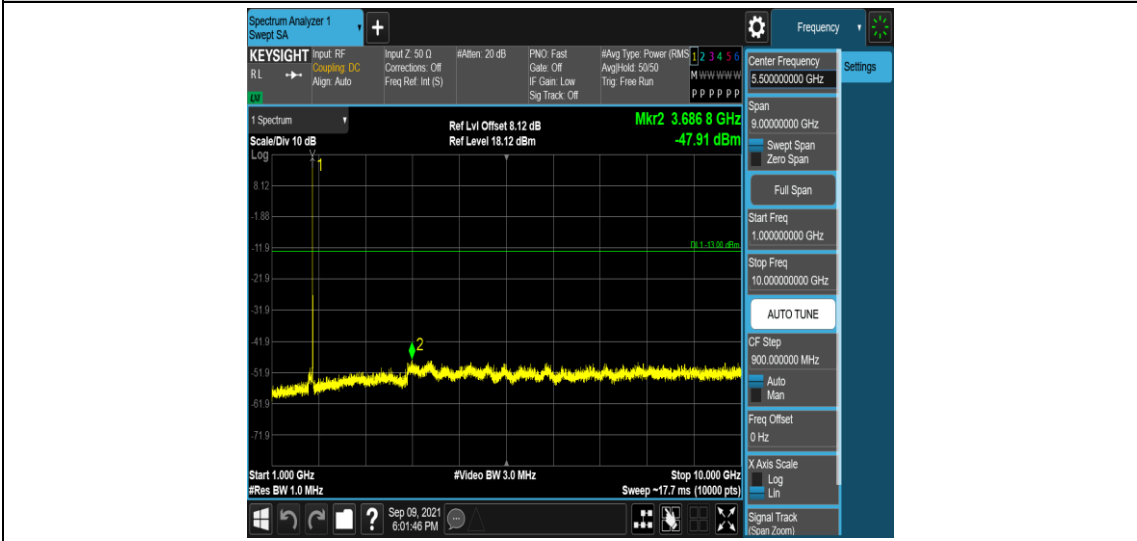 Spectrum Analyzer 1
Swept SA
+
Frequency
KEYSIGHT
RL
LXI
Input: RF
Coupling: DC
Align: Auto
Input Z: 50 Ω
Corrections: Off
Freq Ref: Int (S)
#Atten: 20 dB
PNO: Fast
Gate: Off
IF Gain: Low
Sig Track: Off
#Avg Type: Power (RMS
Avg|Hold: 50/50
Trig: Free Run
1 2 3 4 5 6
M W W W W W
P P P P P P
1 Spectrum
Scale/Div 10 dB
Log
Ref Lvl Offset 8.12 dB
Ref Level 18.12 dBm
Mkr2 3.686 8 GHz
-47.91 dBm
1
8.12
-1.88
-11.9
DL1 -13.00 dBm
-21.9
-31.9
-41.9
2
-51.9
-61.9
-71.9
Start 1.000 GHz
#Res BW 1.0 MHz
#Video BW 3.0 MHz
Stop 10.000 GHz
Sweep ~17.7 ms (10000 pts)
?
Sep 09, 2021
6:01:46 PM
Center Frequency
5.500000000 GHz
Settings
Span
9.00000000 GHz
Swept Span
Zero Span
Full Span
Start Freq
1.000000000 GHz
Stop Freq
10.000000000 GHz
AUTO TUNE
CF Step
900.000000 MHz
Auto
Man
Freq Offset
0 Hz
X Axis Scale
Log
Lin
Signal Track
(Span Zoom)